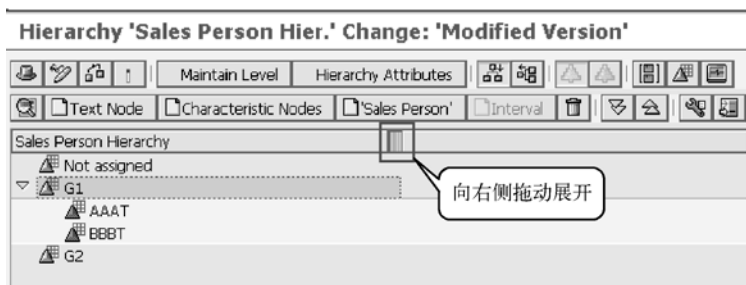 Hierarchy 'Sales Person Hier.' Change: 'Modified Version'
Maintain Level Hierarchy Attributes
Text Node Characteristic Nodes 'Sales Person' Interval
Sales Person Hierarchy
Not assigned
G1
向右侧拖动展开
AAAT
BBBT
G2